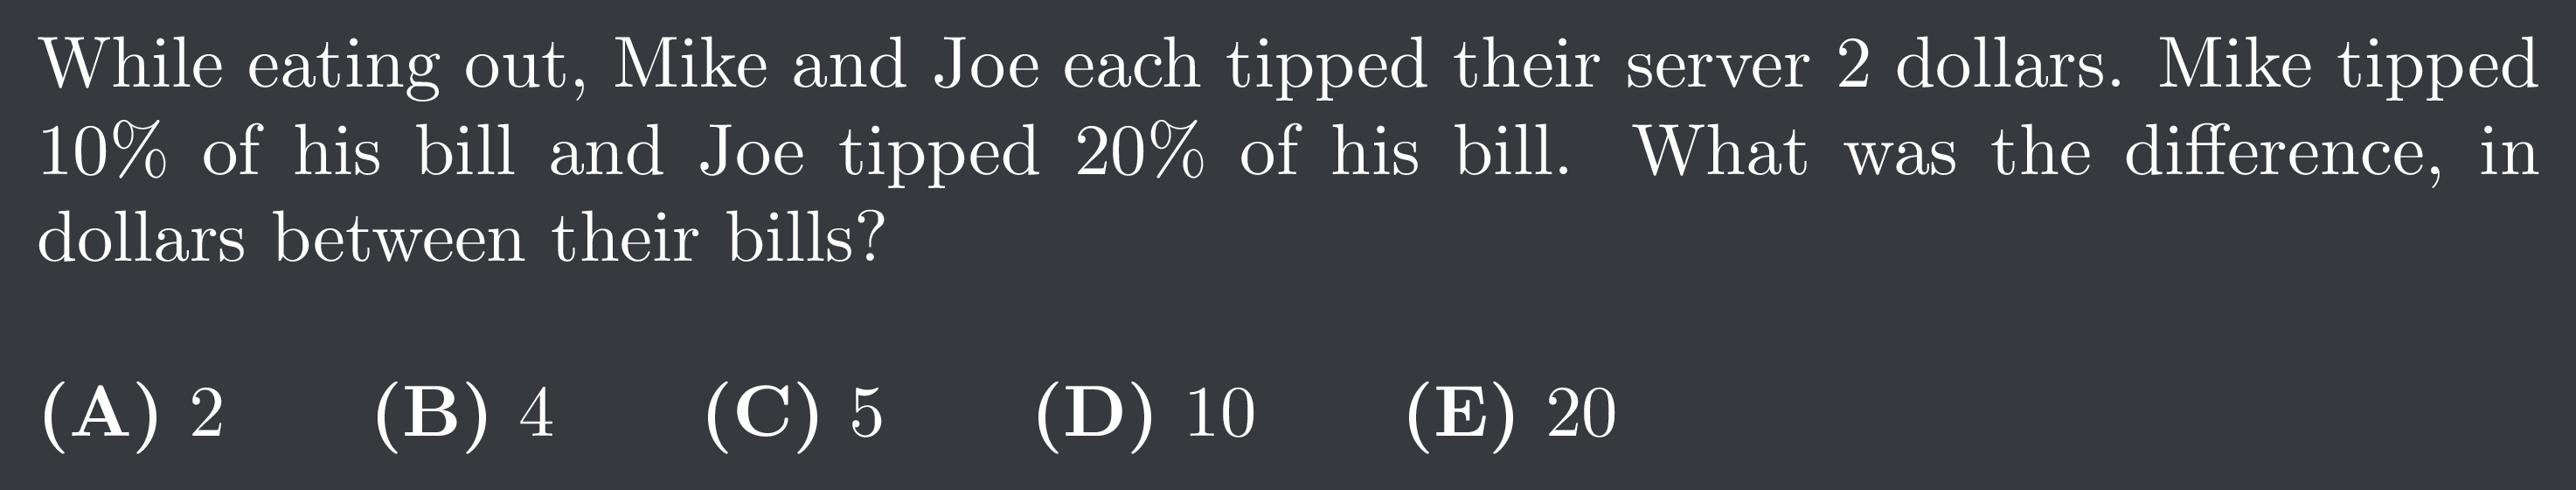 While eating out, Mike and Joe each tipped their server 2 dollars. Mike tipped
10% of his bill and Joe tipped 20% of his bill. What was the difference, in
dollars between their bills?
(A) 2 (B) 4 (C) 5 (D) 10 (E) 20